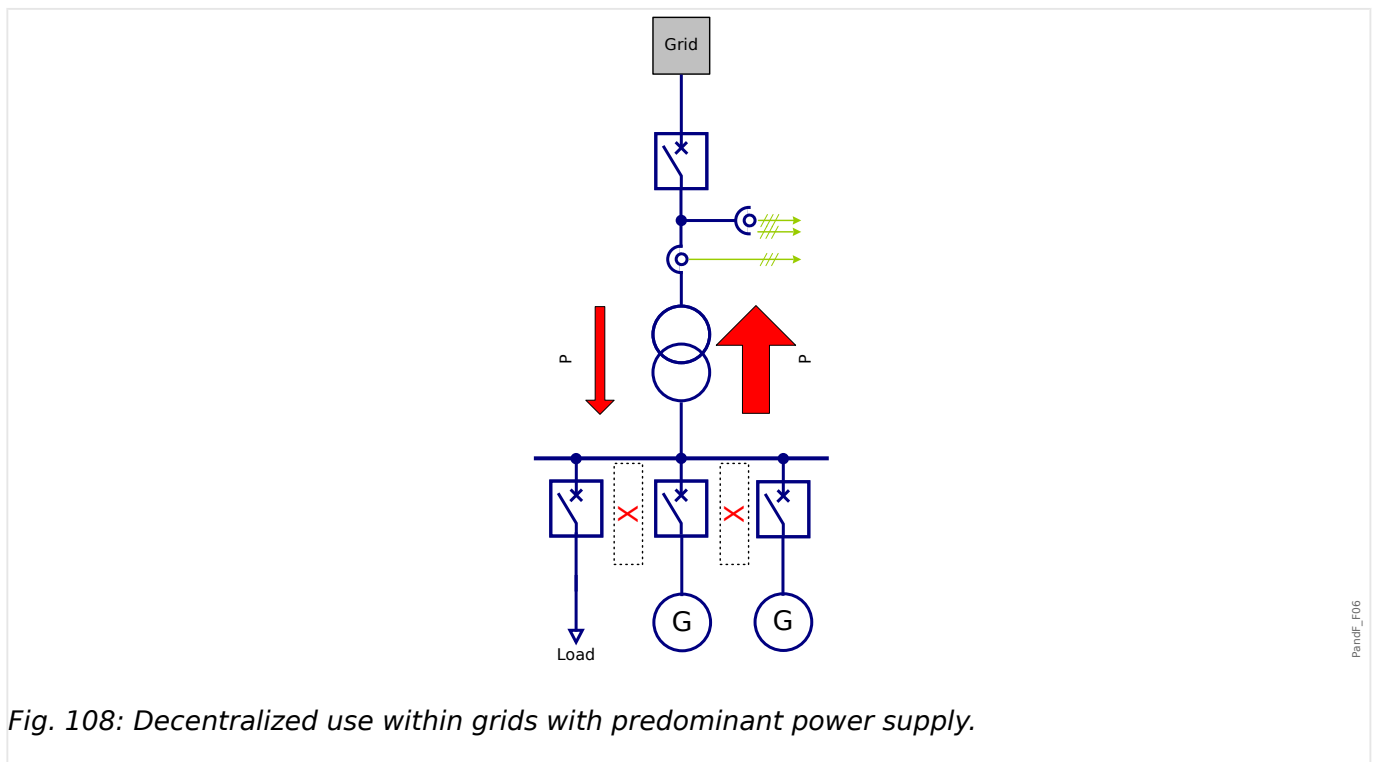 Grid
P
P
G
G
Load
PandF_F06
Fig. 108: Decentralized use within grids with predominant power supply.